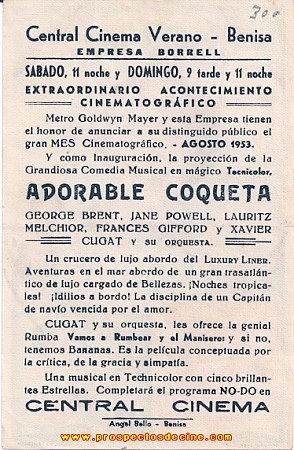 300
Central Cinema Verano - Benisa
EMPRESA BORRELL
SABADO, 11 noche y DOMINGO, 9 tarde y 11 noche
EXTRAORDINARIO ACONTECIMIENTO
CINEMATOGRÁFICO
Metro Goldwyn Mayer y esta Empresa tienen
el honor de anunciar a su distinguido público el
gran MES Cinematográfico, - AGOSTO 1953.
Y cómo Inauguración, la proyección de la
Grandiosa Comedia Musical en mágico Tecnicolor,
ADORABLE COQUETA
GEORGE BRENT, JANE POWELL, LAURITZ
MELCHIOR, FRANCES GIFFORD y XAVIER
CUGAT Y SU ORQUESTA.
Un crucero de lujo abordo del LUXURY LINER.
Aventuras en el mar abordo de un gran trasatlán-
tico de lujo cargado de Bellezas. ¡Noches tropica-
les! ¡Idilios a bordo! La disciplina de un Capitán
de navío vencida por el amor.
CUGAT y su orquesta, les ofrece la genial
Rumba Vamos a Rumbear y el Manisero: y si no,
tenemos Bananas. Es la película conceptuada por
la crítica, de la gracia y simpatía.
Una musical en Technicolor con cinco brillan-
tes Estrellas. Completará el programa NO-DO en
CENTRAL CINEMA
Angel Bello - Benisa
www.prospectosdecine.com